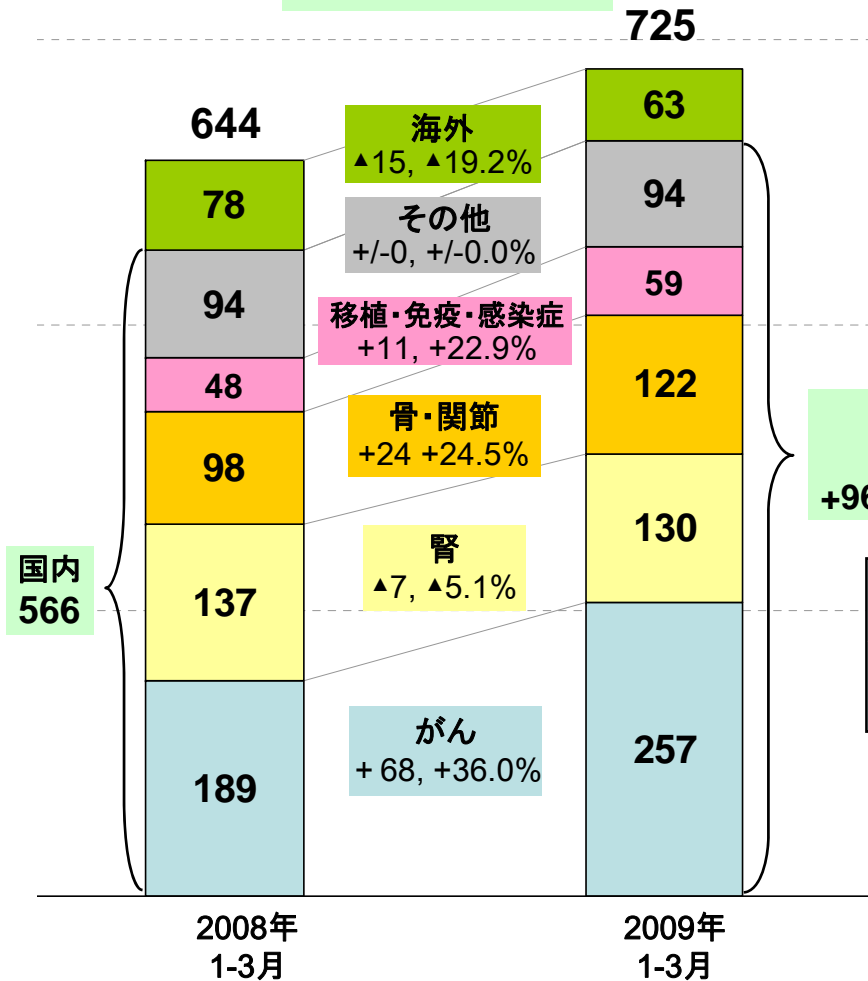 725
644
63
海外
▲15, ▲19.2%
78
94
その他
+/-0, +/-0.0%
94
59
移植・免疫・感染症
+11, +22.9%
48
122
骨・関節
+24 +24.5%
98
+96
130
腎
▲7, ▲5.1%
国内
566
137
257
がん
+ 68, +36.0%
189
2008年
1-3月
2009年
1-3月